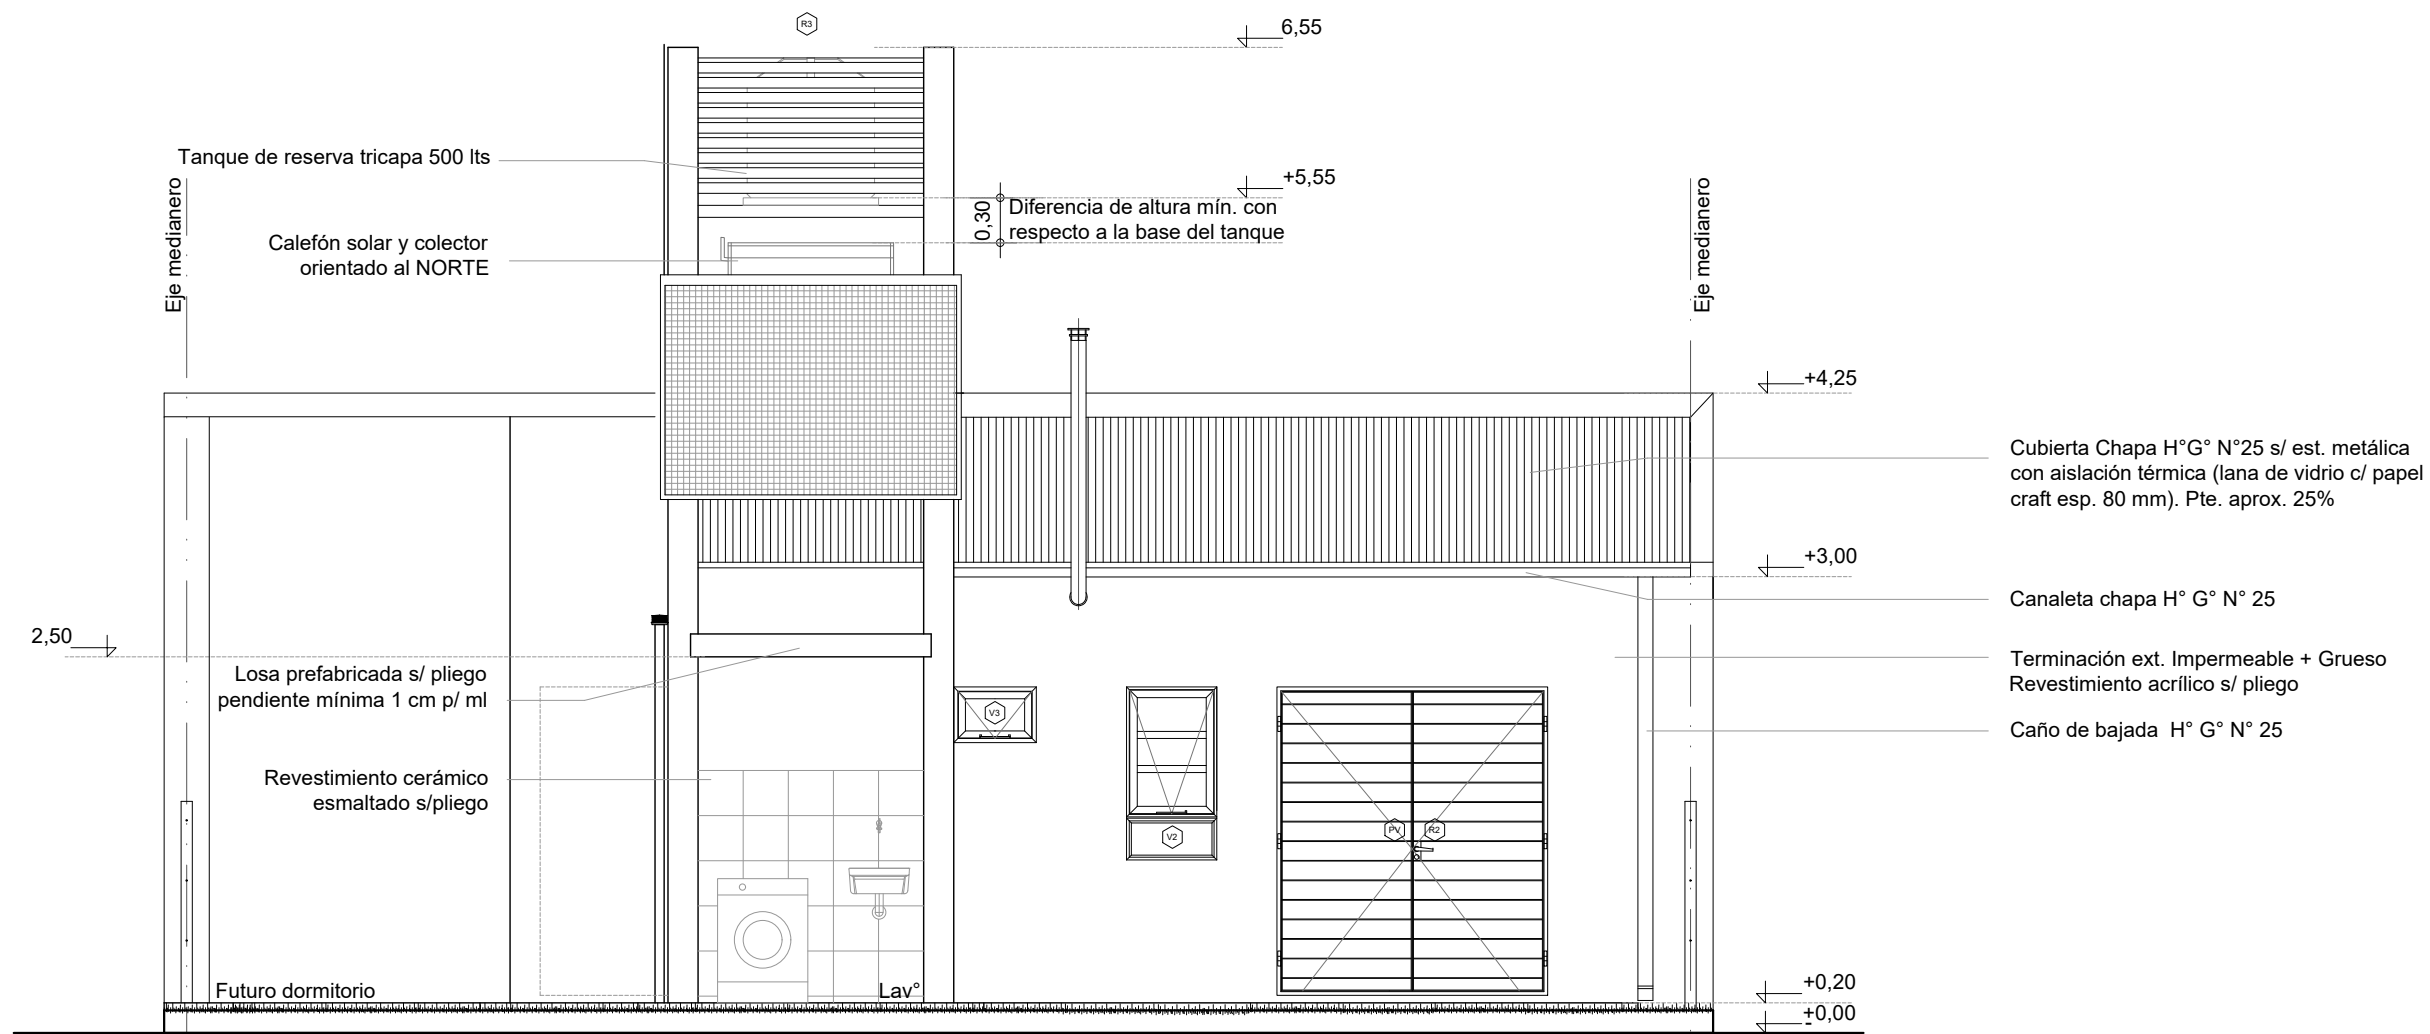 R3
6,55
Tanque de reserva tricapa 500 lts
+5,55
Eje medianero
Eje medianero
0,30
Diferencia de altura mín. con
respecto a la base del tanque
Calefón solar y colector
orientado al NORTE
+4,25
Cubierta Chapa H°G° N°25 s/ est. metálica
con aislación térmica (lana de vidrio c/ papel
craft esp. 80 mm). Pte. aprox. 25%
+3,00
Canaleta chapa H° G° N° 25
2,50
Losa prefabricada s/ pliego
pendiente mínima 1 cm p/ ml
Terminación ext. Impermeable + Grueso
Revestimiento acrílico s/ pliego
V3
Caño de bajada H° G° N° 25
Revestimiento cerámico
esmaltado s/pliego
V2
PV
R2
Futuro dormitorio
Lav°
+0,20
+0,00